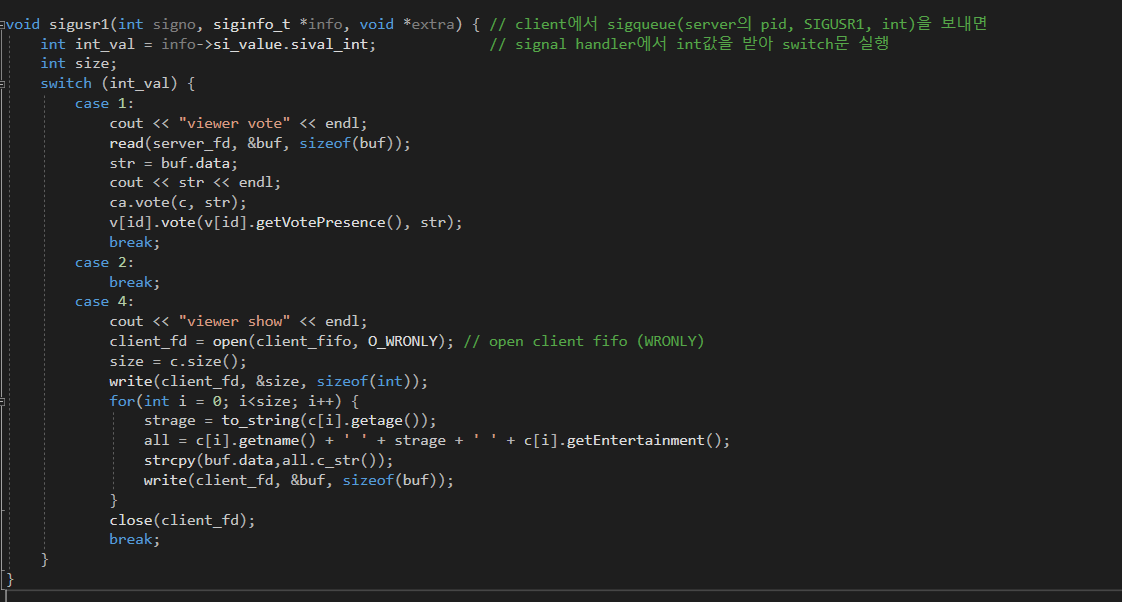 void sigusr1(int signo, siginfo_t *info, void *extra) { // client에서 sigqueue(server의 pid, SIGUSR1, int)을 보내면
    int int_val = info->si_value.sival_int;             // signal handler에서 int값을 받아 switch문 실행
    int size;
    switch (int_val) {
        case 1:
            cout << "viewer vote" << endl;
            read(server_fd, &buf, sizeof(buf));
            str = buf.data;
            cout << str << endl;
            ca.vote(c, str);
            v[id].vote(v[id].getVotePresence(), str);
            break;
        case 2:
            break;
        case 4:
            cout << "viewer show" << endl;
            client_fd = open(client_fifo, O_WRONLY); // open client fifo (WRONLY)
            size = c.size();
            write(client_fd, &size, sizeof(int));
            for(int i = 0; i<size; i++) {
                strage = to_string(c[i].getage());
                all = c[i].getname() + ' ' + strage + ' ' + c[i].getEntertainment();
                strcpy(buf.data,all.c_str());
                write(client_fd, &buf, sizeof(buf));
            }
            close(client_fd);
            break;
    }
}